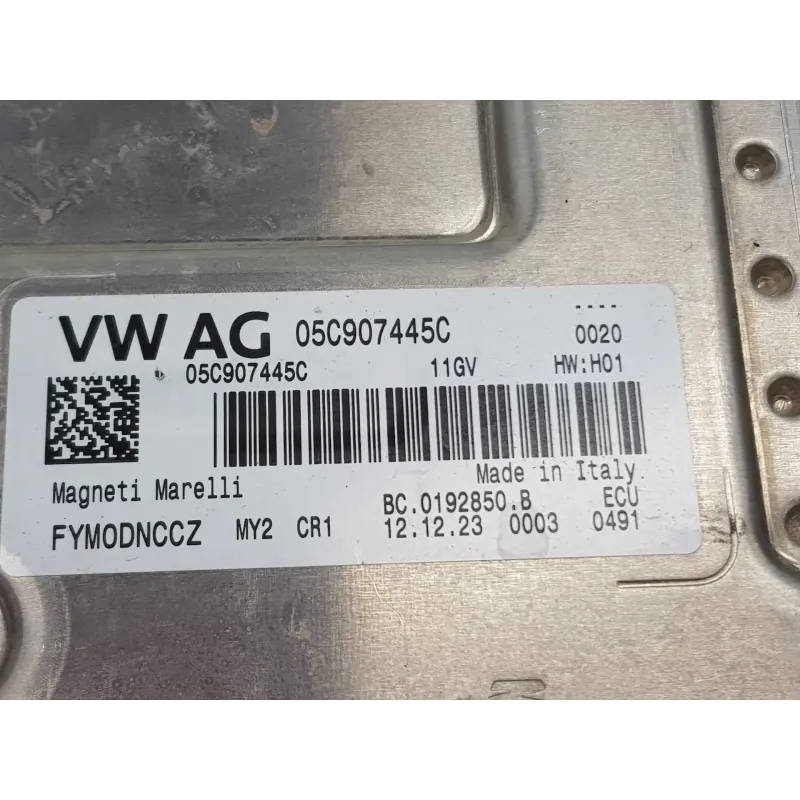 VW AG 05C907445C 0020
05C907445C 11GV HW:H01
Magneti Marelli Made in Italy
BC.0192850.B ECU
FYMODNCCZ MY2 CR1 12.12.23 0003 0491